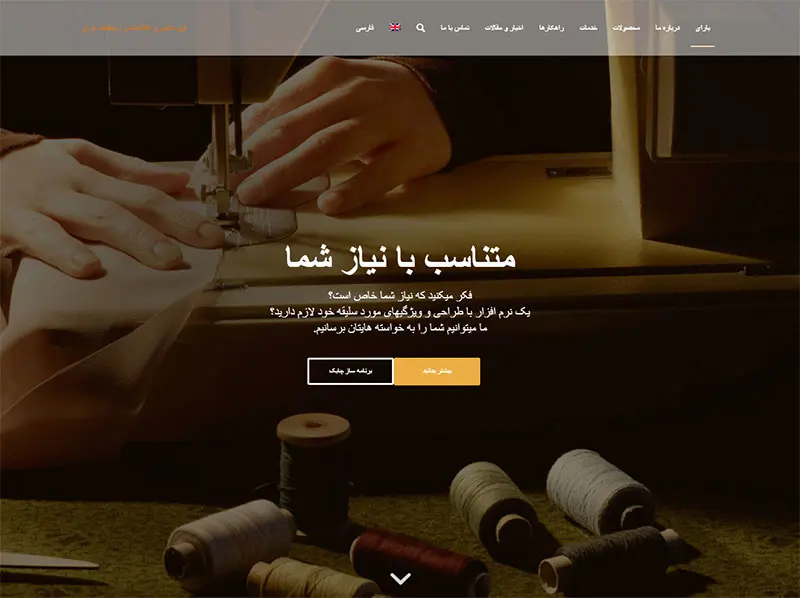 بارای
درباره ما
محصولات
خدمات
راهکارها
اخبار و مقالات
تماس با ما
فارسی
متناسب با نیاز شما
فکر میکنید که نیاز شما خاص است؟
یک نرم افزار با طراحی و ویژگیهای مورد سلیقه خود لازم دارید؟
ما میتوانیم شما را به خواسته هایتان برسانیم.
بیشتر بدانید
برنامه ساز چابک